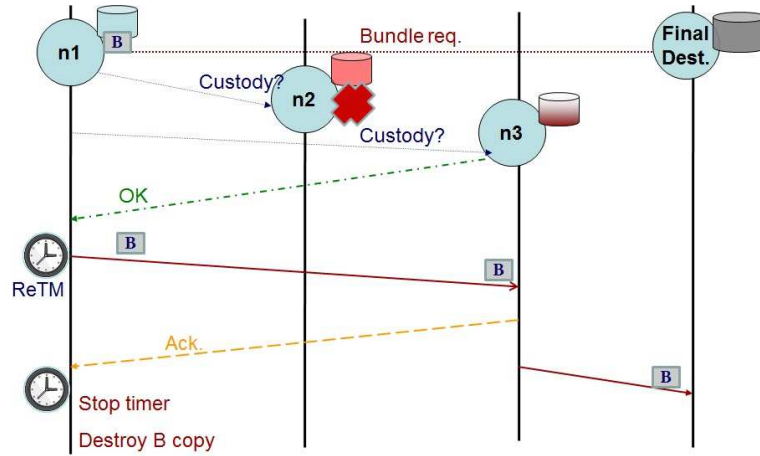 n1
B
Bundle req.
Final
Dest.
Custody?
n2
Custody?
n3
OK
B
B
ReTM
Ack.
B
Stop timer
Destroy B copy